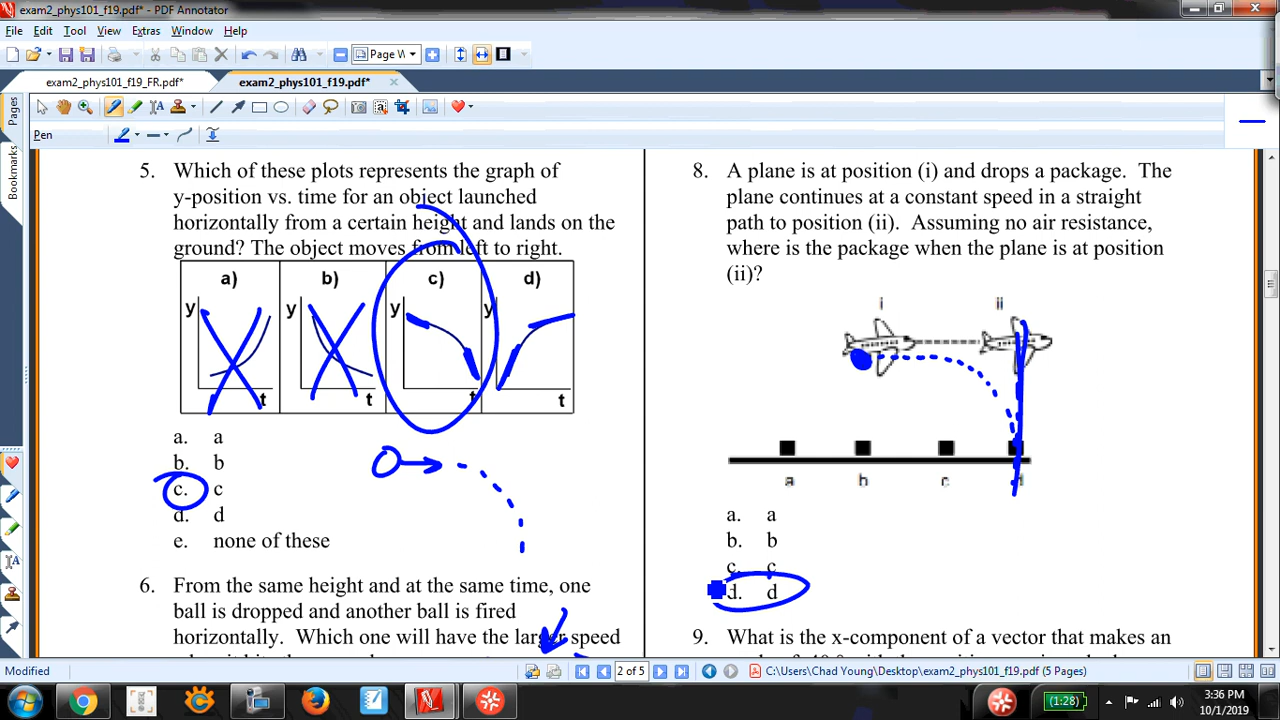 exam2_phys101_f19.pdf* - PDF Annotator
File Edit Tool View Extras Window Help
Page W
exam2_phys101_f19_FR.pdf* exam2_phys101_f19.pdf*
Pen
Pages
Bookmarks
5. Which of these plots represents the graph of
y-position vs. time for an object launched
horizontally from a certain height and lands on the
ground? The object moves from left to right.
a) b) c) d)
y y y y
t t t t
a. a
b. b
c. c
d. d
e. none of these
6. From the same height and at the same time, one
ball is dropped and another ball is fired
horizontally. Which one will have the larger speed
8. A plane is at position (i) and drops a package. The
plane continues at a constant speed in a straight
path to position (ii). Assuming no air resistance,
where is the package when the plane is at position
(ii)?
i ii
a b c d
a. a
b. b
c. c
d. d
9. What is the x-component of a vector that makes an
Modified
2 of 5
C:\Users\Chad Young\Desktop\exam2_phys101_f19.pdf (5 Pages)
(1:28)
3:36 PM
10/1/2019